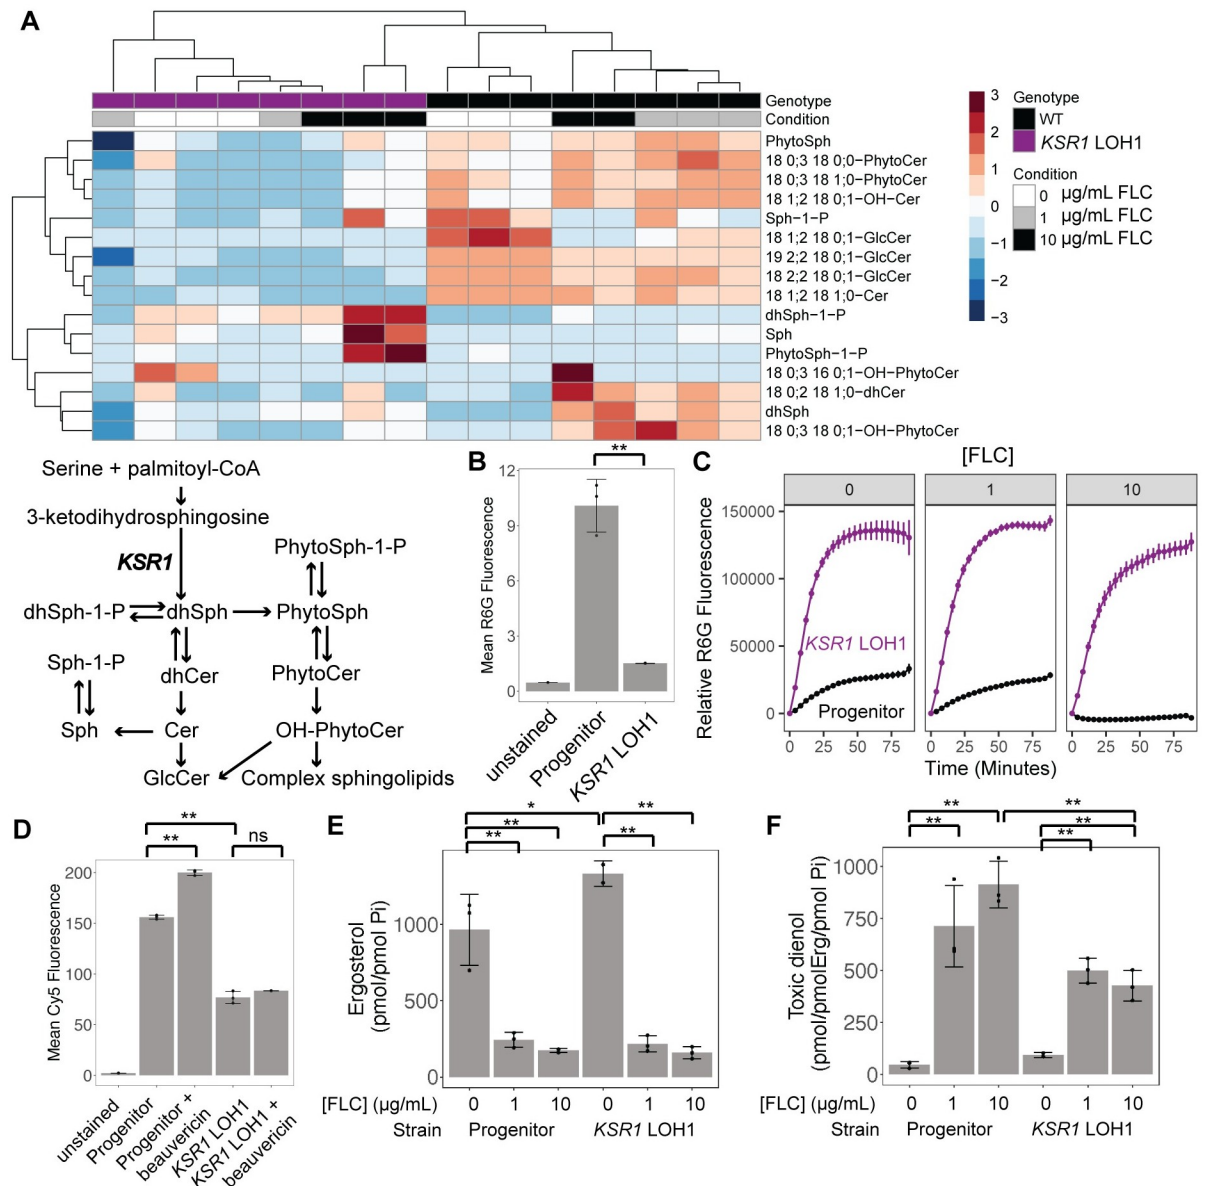 A
Genotype
Condition
PhytoSph
18 0;3 18 0;0−PhytoCer
18 0;3 18 1;0−PhytoCer
18 1;2 18 0;1−OH−Cer
Sph−1−P
18 1;2 18 0;1−GlcCer
19 2;2 18 0;1−GlcCer
18 2;2 18 0;1−GlcCer
18 1;2 18 1;0−Cer
dhSph−1−P
Sph
PhytoSph−1−P
18 0;3 16 0;1−OH−PhytoCer
18 0;2 18 1;0−dhCer
dhSph
18 0;3 18 0;1−OH−PhytoCer
3
2
1
0
−1
−2
−3
Genotype
WT
KSR1 LOH1
Condition
0 µg/mL FLC
1 µg/mL FLC
10 µg/mL FLC
Serine + palmitoyl-CoA
3-ketodihydrosphingosine
KSR1
PhytoSph-1-P
dhSph-1-P
dhSph
PhytoSph
Sph-1-P
dhCer
PhytoCer
Sph
Cer
OH-PhytoCer
GlcCer
Complex sphingolipids
B
**
Mean R6G Fluorescence
12
9
6
3
0
unstained
Progenitor
KSR1 LOH1
C
[FLC]
0
1
10
Relative R6G Fluorescence
150000
100000
50000
0
KSR1 LOH1
Progenitor
0 25 50 75
0 25 50 75
0 25 50 75
Time (Minutes)
D
**
**
ns
Mean Cy5 Fluorescence
200
150
100
50
0
unstained
Progenitor
Progenitor +
beauvericin
KSR1 LOH1
KSR1 LOH1 +
beauvericin
E
*
**
**
**
**
Ergosterol
(pmol/pmol Pi)
1000
500
0
[FLC] (µg/mL) 0 1 10 0 1 10
Strain Progenitor KSR1 LOH1
F
**
**
**
**
**
Toxic dienol
(pmol/pmolErg/pmol Pi)
1000
750
500
250
0
[FLC] (µg/mL) 0 1 10 0 1 10
Strain Progenitor KSR1 LOH1